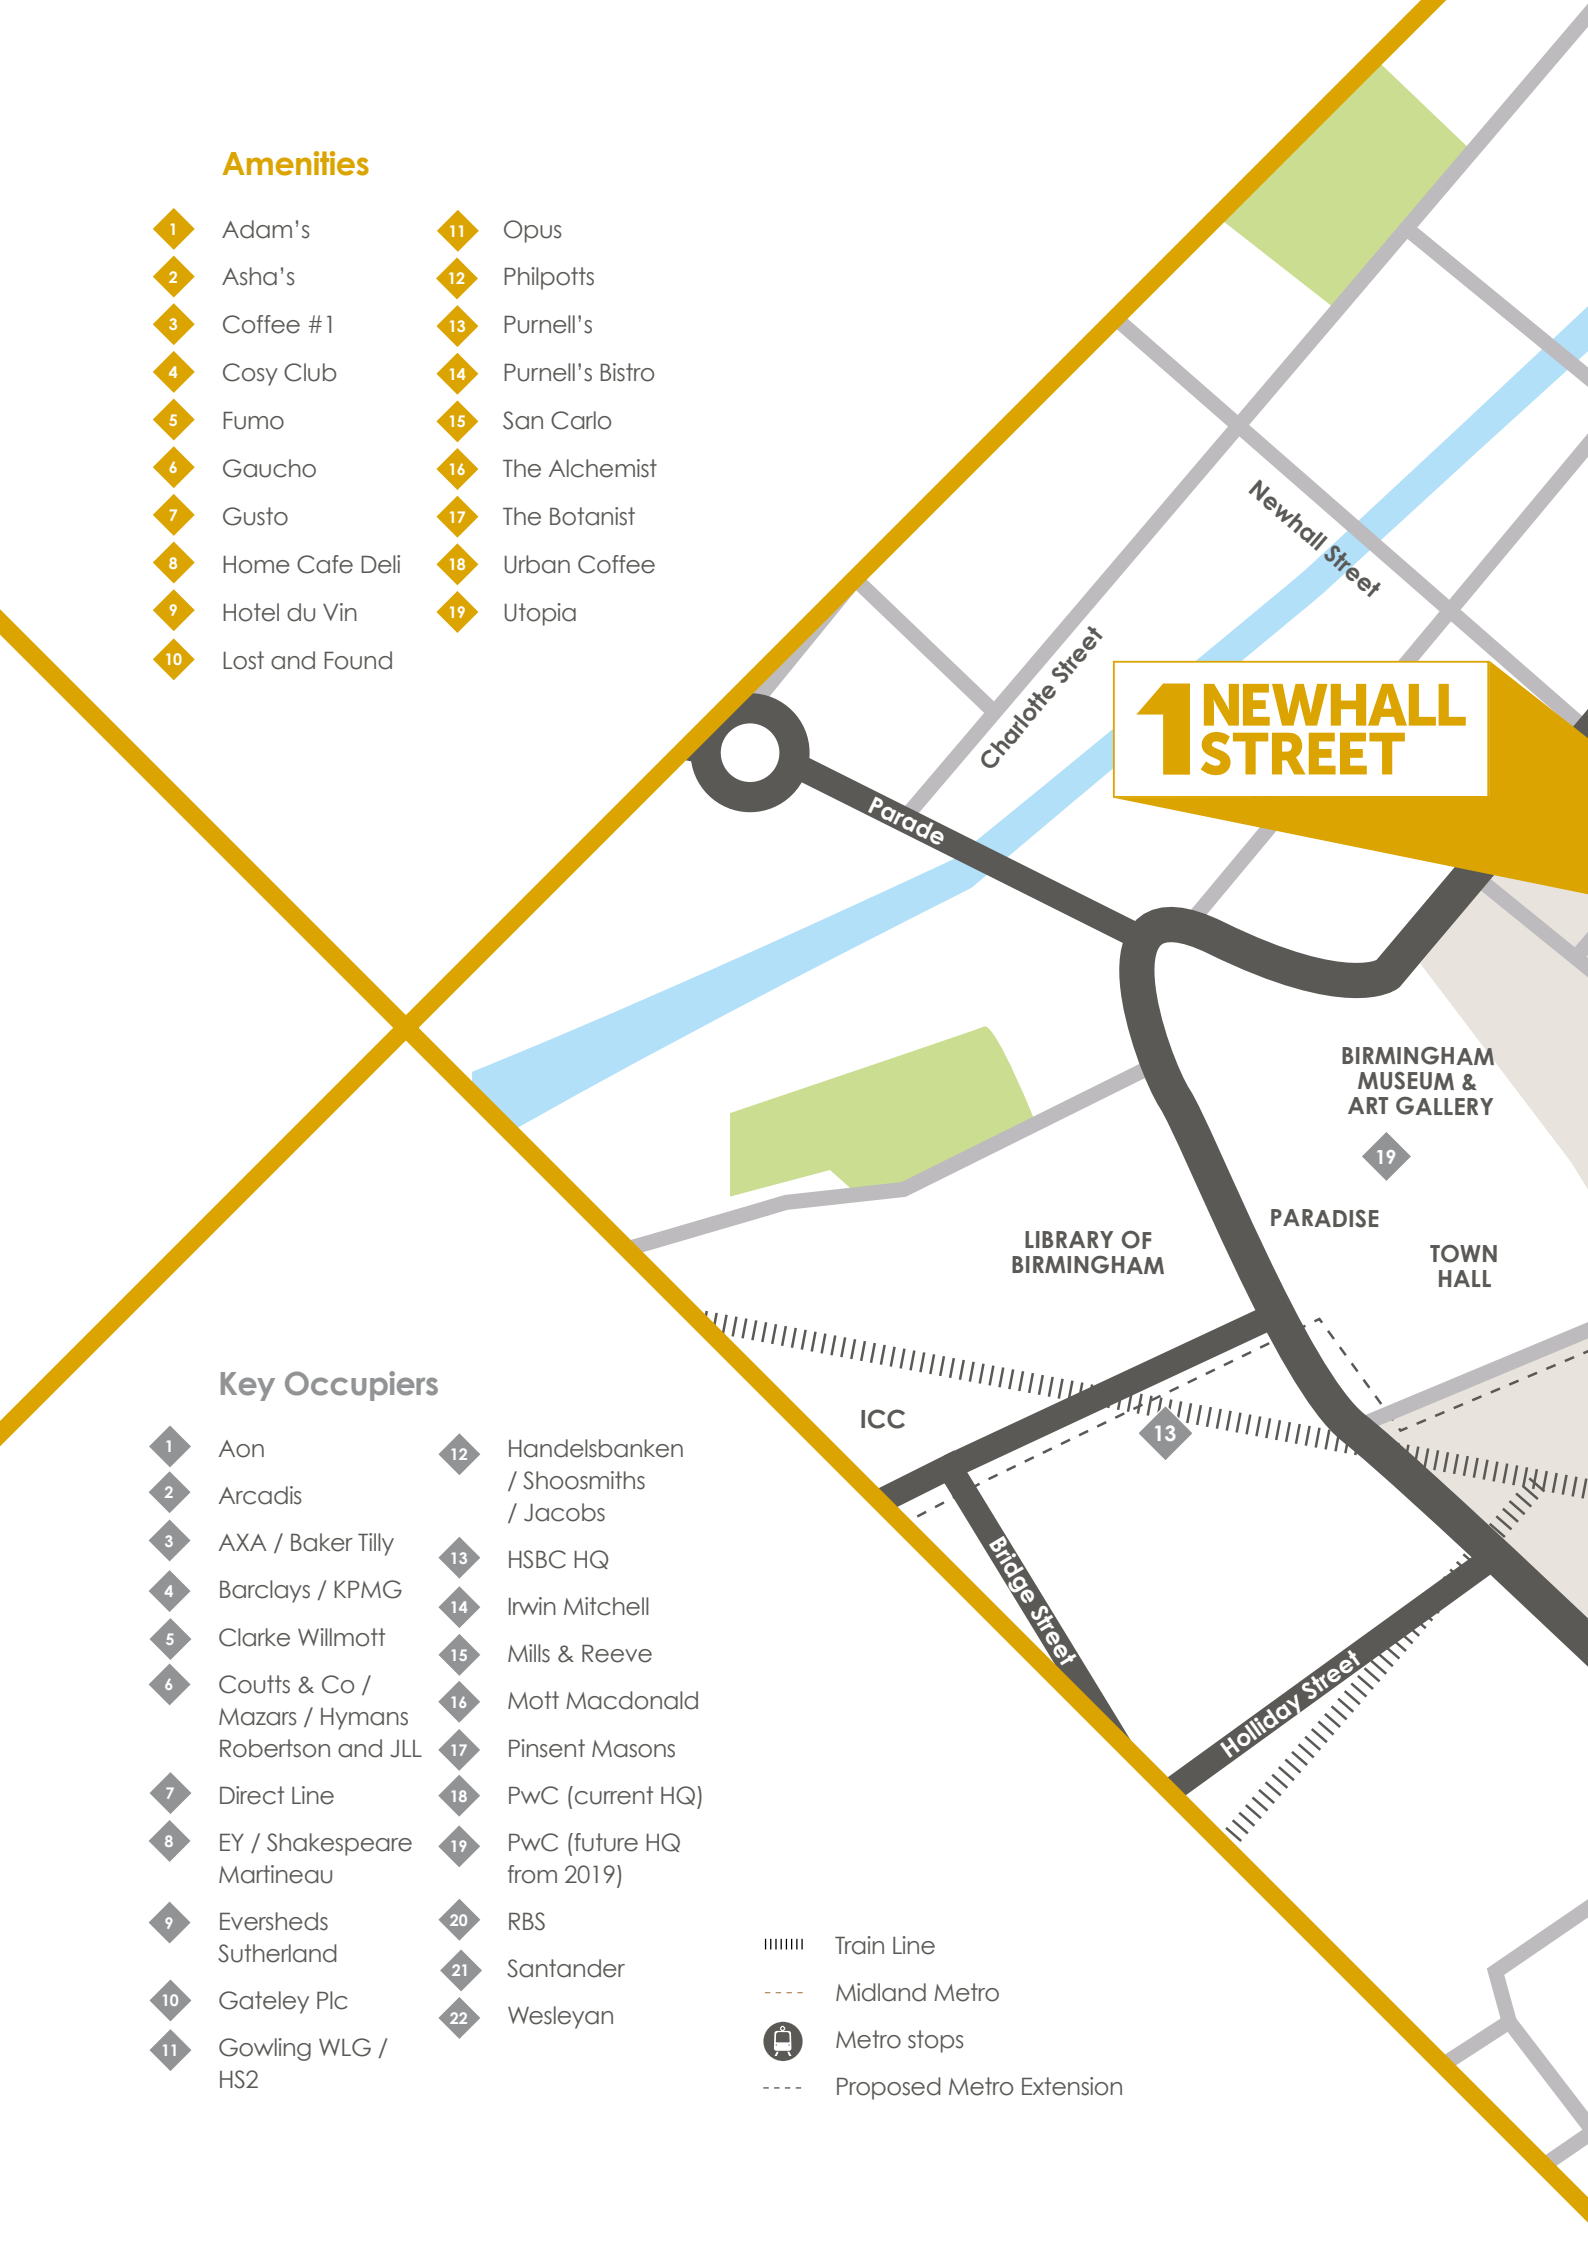 Amenities
1 Adam's
2 Asha's
3 Coffee #1
4 Cosy Club
5 Fumo
6 Gaucho
7 Gusto
8 Home Cafe Deli
9 Hotel du Vin
10 Lost and Found
11 Opus
12 Philpotts
13 Purnell's
14 Purnell's Bistro
15 San Carlo
16 The Alchemist
17 The Botanist
18 Urban Coffee
19 Utopia
Newhall Street
Charlotte Street
1 NEWHALL
STREET
Parade
BIRMINGHAM
MUSEUM &
ART GALLERY
19
PARADISE
TOWN
HALL
LIBRARY OF
BIRMINGHAM
ICC
13
Bridge Street
Holliday Street
Key Occupiers
1 Aon
2 Arcadis
3 AXA / Baker Tilly
4 Barclays / KPMG
5 Clarke Willmott
6 Coutts & Co /
Mazars / Hymans
Robertson and JLL
7 Direct Line
8 EY / Shakespeare
Martineau
9 Eversheds
Sutherland
10 Gateley Plc
11 Gowling WLG /
HS2
12 Handelsbanken
/ Shoosmiths
/ Jacobs
13 HSBC HQ
14 Irwin Mitchell
15 Mills & Reeve
16 Mott Macdonald
17 Pinsent Masons
18 PwC (current HQ)
19 PwC (future HQ
from 2019)
20 RBS
21 Santander
22 Wesleyan
Train Line
Midland Metro
Metro stops
Proposed Metro Extension